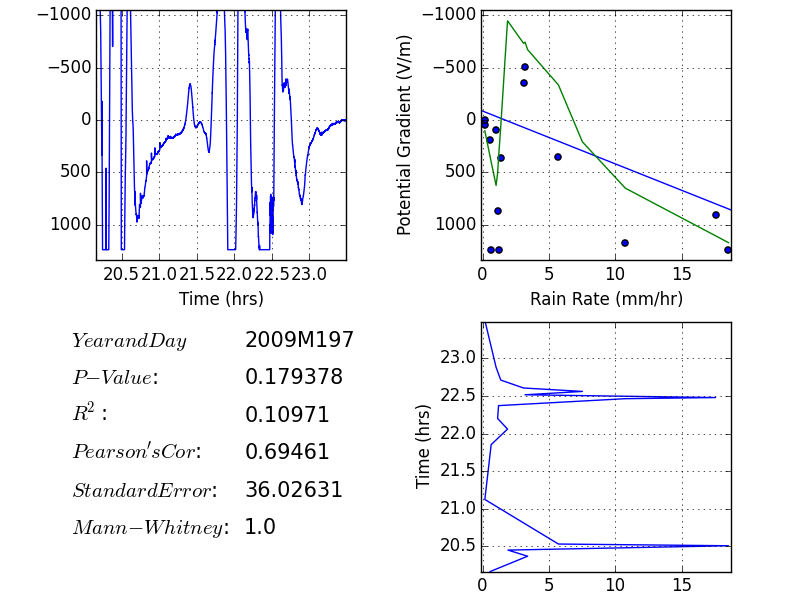 −1000
−500
0
500
1000
20.5 21.0 21.5 22.0 22.5 23.0
Time (hrs)
Potential Gradient (V/m)
−1000
−500
0
500
1000
0 5 10 15
Rain Rate (mm/hr)
YearandDay 2009M197
P−Value: 0.179378
R²: 0.10971
Pearson'sCor: 0.69461
StandardError: 36.02631
Mann−Whitney: 1.0
Time (hrs)
23.0
22.5
22.0
21.5
21.0
20.5
0 5 10 15